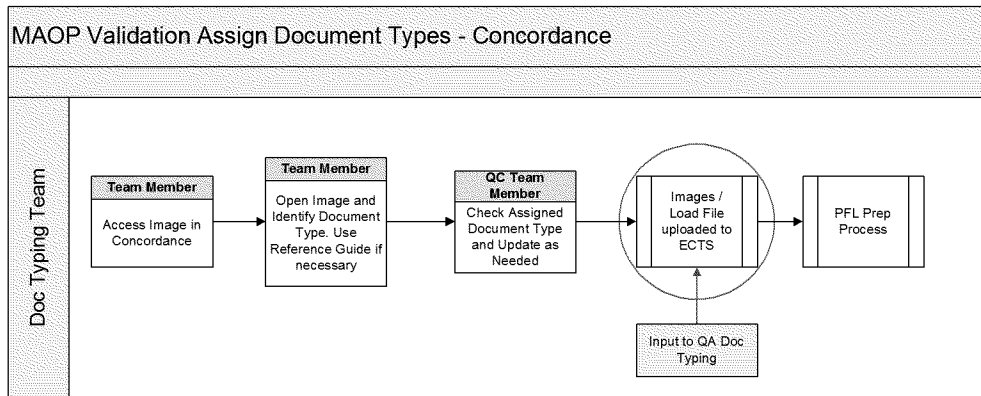 MAOP Validation Assign Document Types - Concordance
Doc Typing Team
Team Member
Access Image in
Concordance
Team Member
Open Image and
Identify Document
Type. Use
Reference Guide if
necessary
QC Team
Member
Check Assigned
Document Type
and Update as
Needed
Images /
Load File
uploaded to
ECTS
PFL Prep
Process
Input to QA Doc
Typing